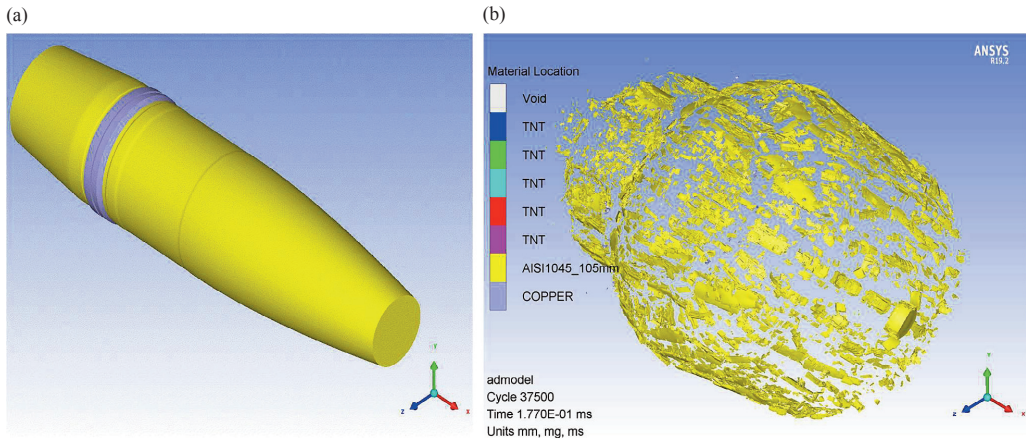 (a)
(b)
ANSYS
R19.2
Material Location
Void
TNT
TNT
TNT
TNT
TNT
AISI1045_105mm
COPPER
admodel
Cycle 37500
Time 1.770E-01 ms
Units mm, mg, ms
Y
Z
X
Y
Z
X